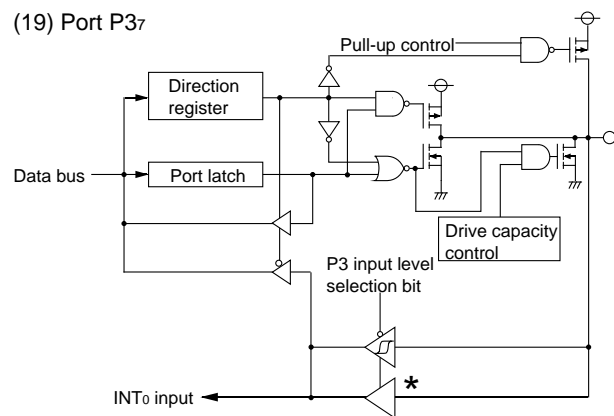 (19) Port P37
Pull-up control
Direction
register
Data bus
Port latch
Drive capacity
control
P3 input level
selection bit
*
INT0 input